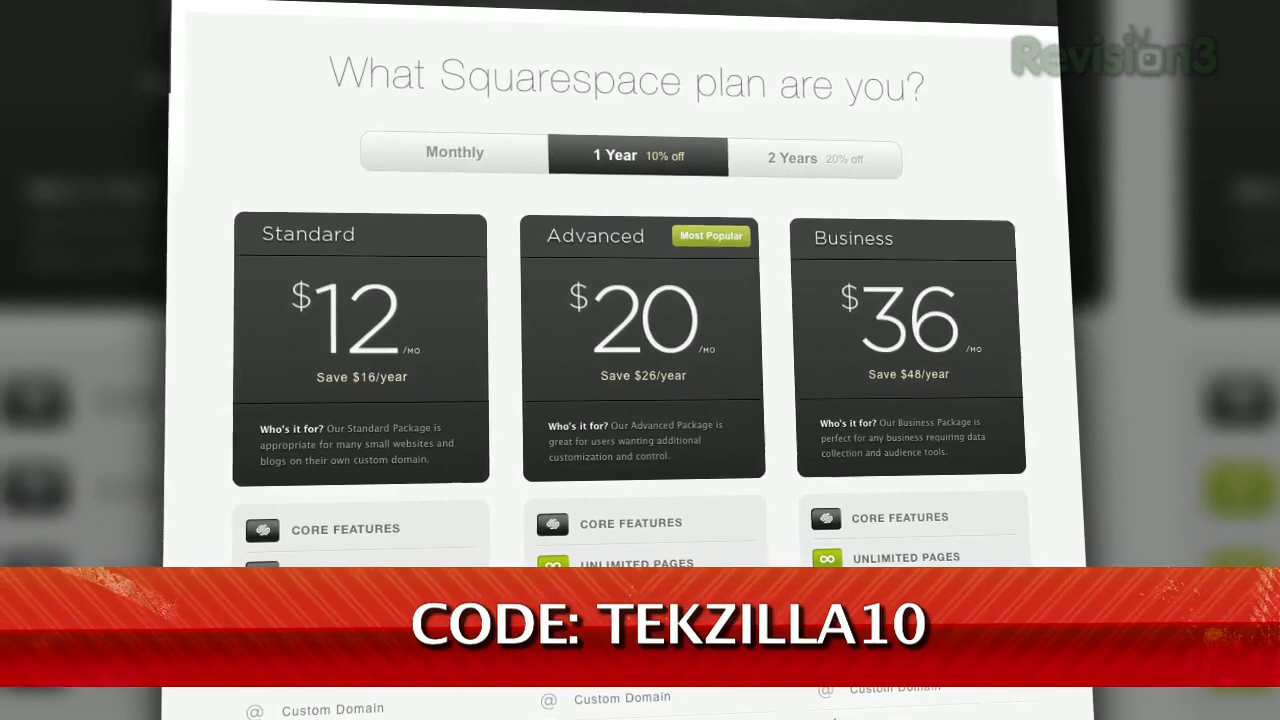 Revision3
What Squarespace plan are you?
Monthly
1 Year 10% off
2 Years 20% off
Standard
$12/MO
Save $16/year
Who's it for? Our Standard Package is
appropriate for many small websites and
blogs on their own custom domain.
CORE FEATURES
Advanced
Most Popular
$20/MO
Save $26/year
Who's it for? Our Advanced Package is
great for users wanting additional
customization and control.
CORE FEATURES
UNLIMITED PAGES
Business
$36/MO
Save $48/year
Who's it for? Our Business Package is
perfect for any business requiring data
collection and audience tools.
CORE FEATURES
UNLIMITED PAGES
CODE: TEKZILLA10
@ Custom Domain
@ Custom Domain
@ Custom Domain